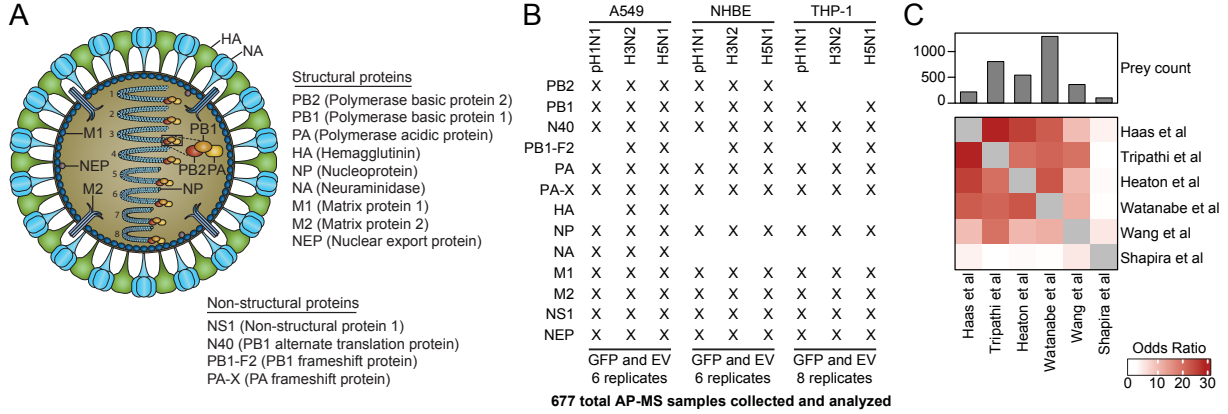 A
HA
NA
M1
NEP
M2
1
2
3
4
5
6
7
8
PB1
PB2 PA
NP
Structural proteins
PB2 (Polymerase basic protein 2)
PB1 (Polymerase basic protein 1)
PA (Polymerase acidic protein)
HA (Hemagglutinin)
NP (Nucleoprotein)
NA (Neuraminidase)
M1 (Matrix protein 1)
M2 (Matrix protein 2)
NEP (Nuclear export protein)
Non-structural proteins
NS1 (Non-structural protein 1)
N40 (PB1 alternate translation protein)
PB1-F2 (PB1 frameshift protein)
PA-X (PA frameshift protein)
B
A549 NHBE THP-1
pH1N1 H3N2 H5N1 pH1N1 H3N2 H5N1 pH1N1 H3N2 H5N1
PB2 X X X X X X
PB1 X X X X X X X X
N40 X X X X X X X X X
PB1-F2 X X X X X X
PA X X X X X X X X X
PA-X X X X X X X X X X
HA X X
NP X X X X X X X X X
NA X X X
M1 X X X X X X X X X
M2 X X X X X X X X X
NS1 X X X X X X X X X
NEP X X X X X X X X X
GFP and EV GFP and EV GFP and EV
6 replicates 6 replicates 8 replicates
677 total AP-MS samples collected and analyzed
C
1000
500
0
Prey count
Haas et al
Tripathi et al
Heaton et al
Watanabe et al
Wang et al
Shapira et al
Haas et al
Tripathi et al
Heaton et al
Watanabe et al
Wang et al
Shapira et al
Odds Ratio
0 10 20 30